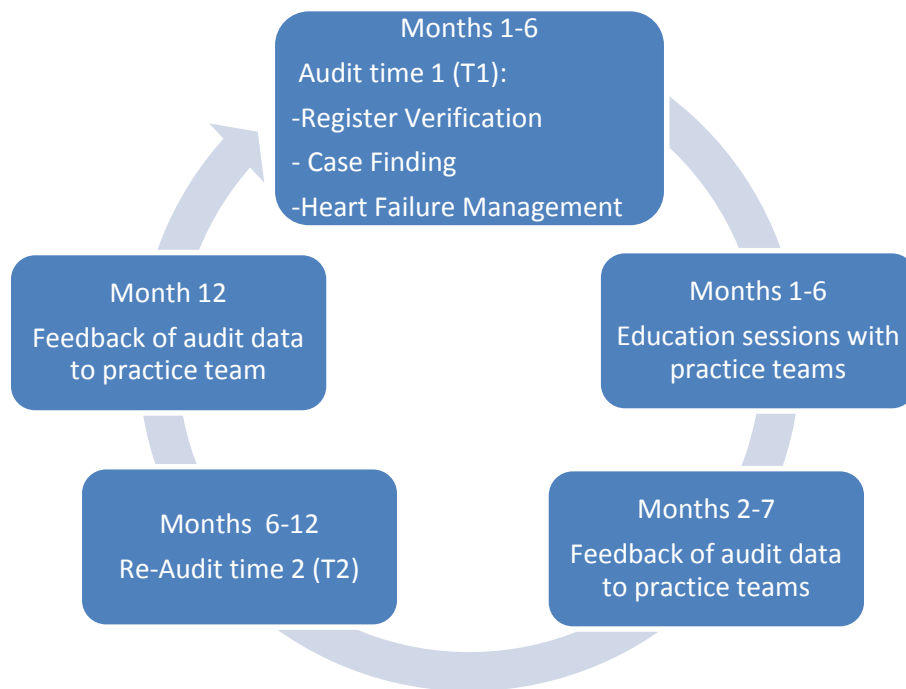 Months 1-6
Audit time 1 (T1):
-Register Verification
- Case Finding
-Heart Failure Management
Months 1-6
Education sessions with
practice teams
Months 2-7
Feedback of audit data
to practice teams
Months 6-12
Re-Audit time 2 (T2)
Month 12
Feedback of audit data
to practice team